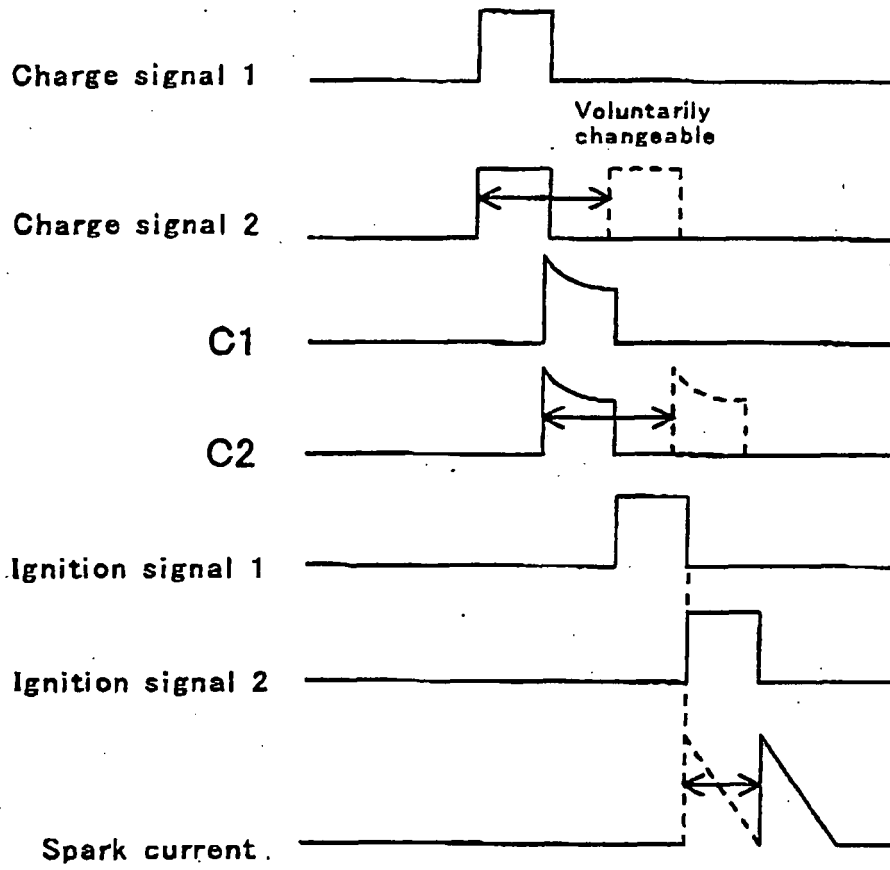 Charge signal 1
Voluntarily
changeable
Charge signal 2
C1
C2
Ignition signal 1
Ignition signal 2
Spark current